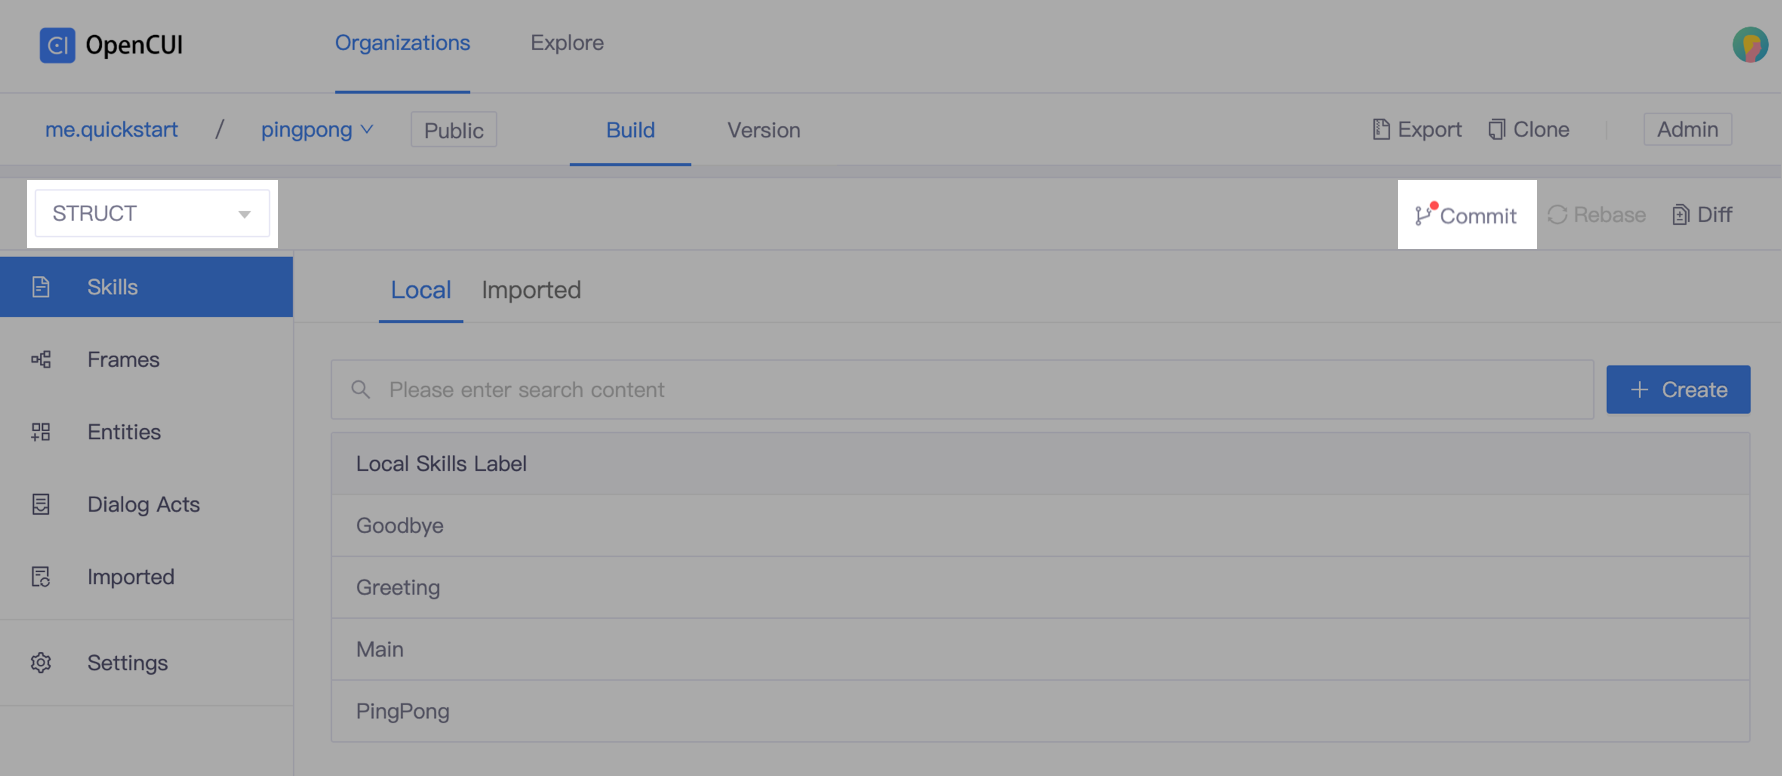 OpenCUI Organizations Explore
me.quickstart / pingpong Public Build Version Export Clone Admin
STRUCT Commit Rebase Diff
Skills
Frames
Entities
Dialog Acts
Imported
Settings
Local Imported
Please enter search content + Create
Local Skills Label
Goodbye
Greeting
Main
PingPong